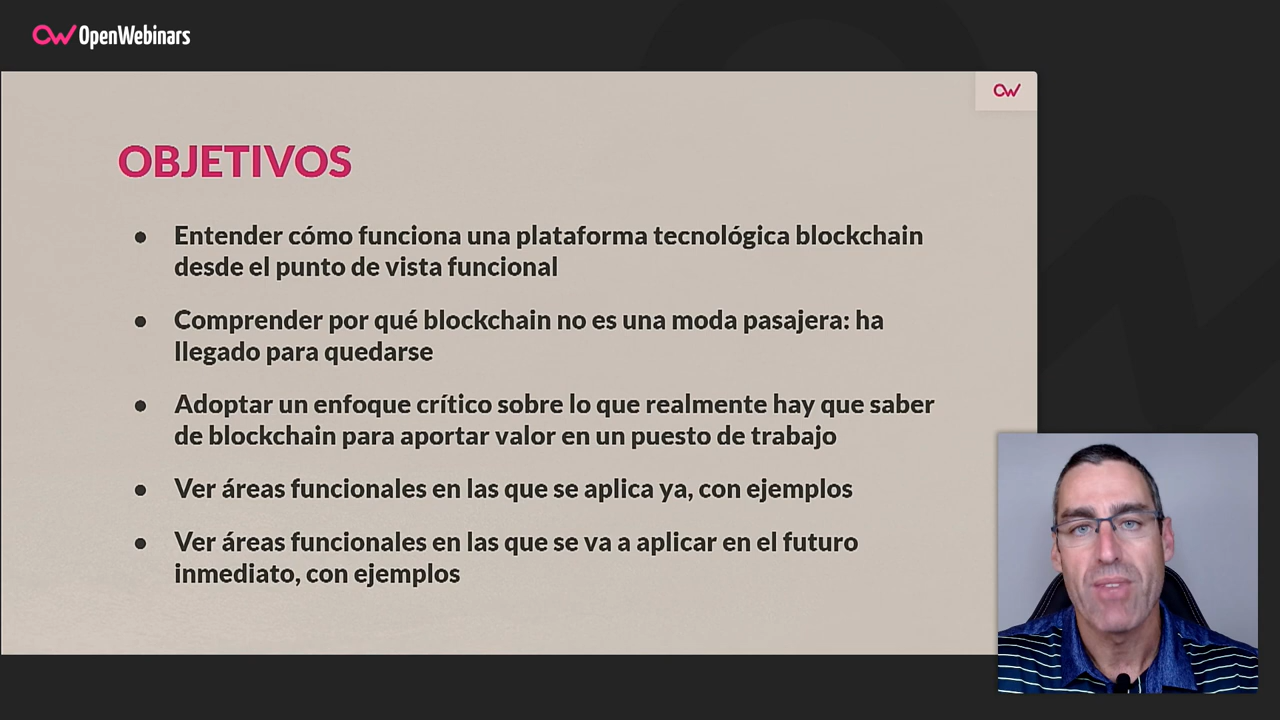 OpenWebinars
OBJETIVOS
● Entender cómo funciona una plataforma tecnológica blockchain
desde el punto de vista funcional
● Comprender por qué blockchain no es una moda pasajera: ha
llegado para quedarse
● Adoptar un enfoque crítico sobre lo que realmente hay que saber
de blockchain para aportar valor en un puesto de trabajo
● Ver áreas funcionales en las que se aplica ya, con ejemplos
● Ver áreas funcionales en las que se va a aplicar en el futuro
inmediato, con ejemplos